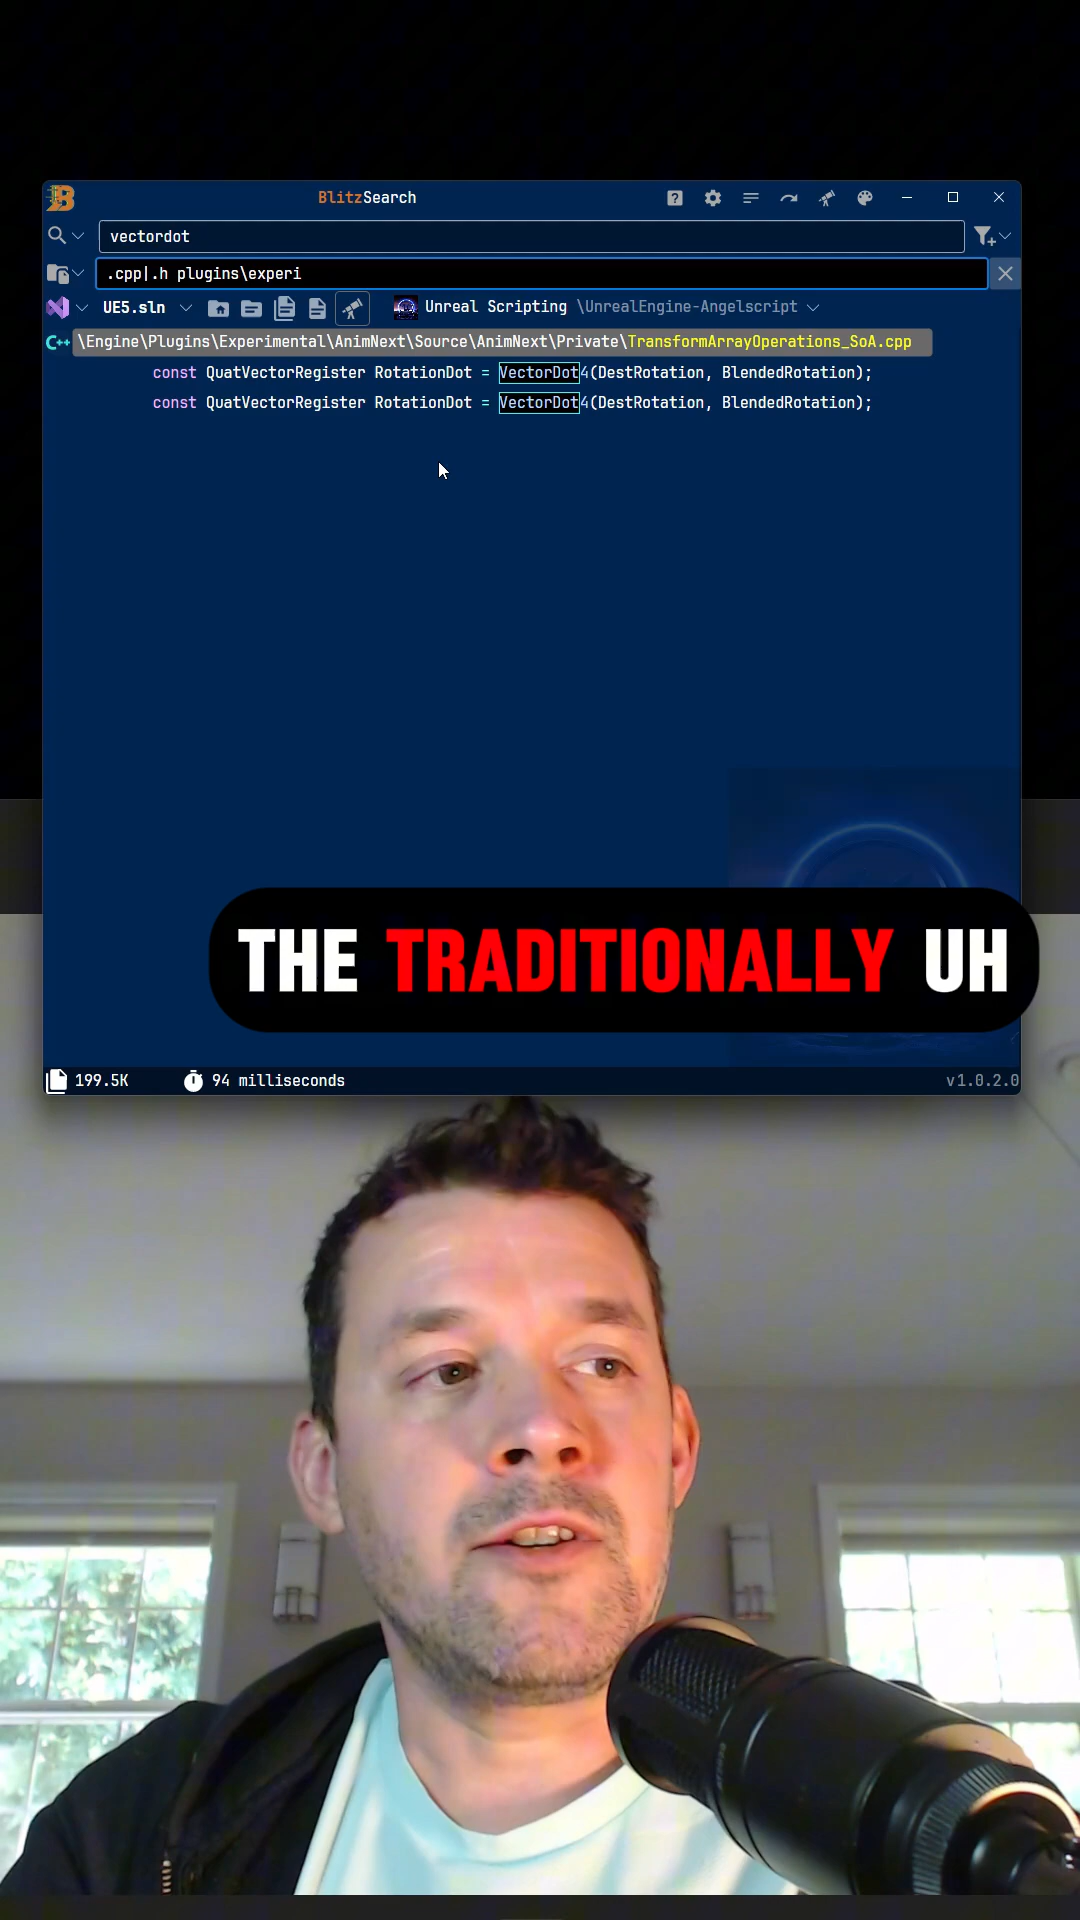 BlitzSearch
vectordot
.cpp|.h plugins\experi
UE5.sln Unreal Scripting \UnrealEngine-Angelscript
C++ \Engine\Plugins\Experimental\AnimNext\Source\AnimNext\Private\TransformArrayOperations_SoA.cpp
const QuatVectorRegister RotationDot = VectorDot4(DestRotation, BlendedRotation);
const QuatVectorRegister RotationDot = VectorDot4(DestRotation, BlendedRotation);
THE TRADITIONALLY UH
199.5K 94 milliseconds v1.0.2.0